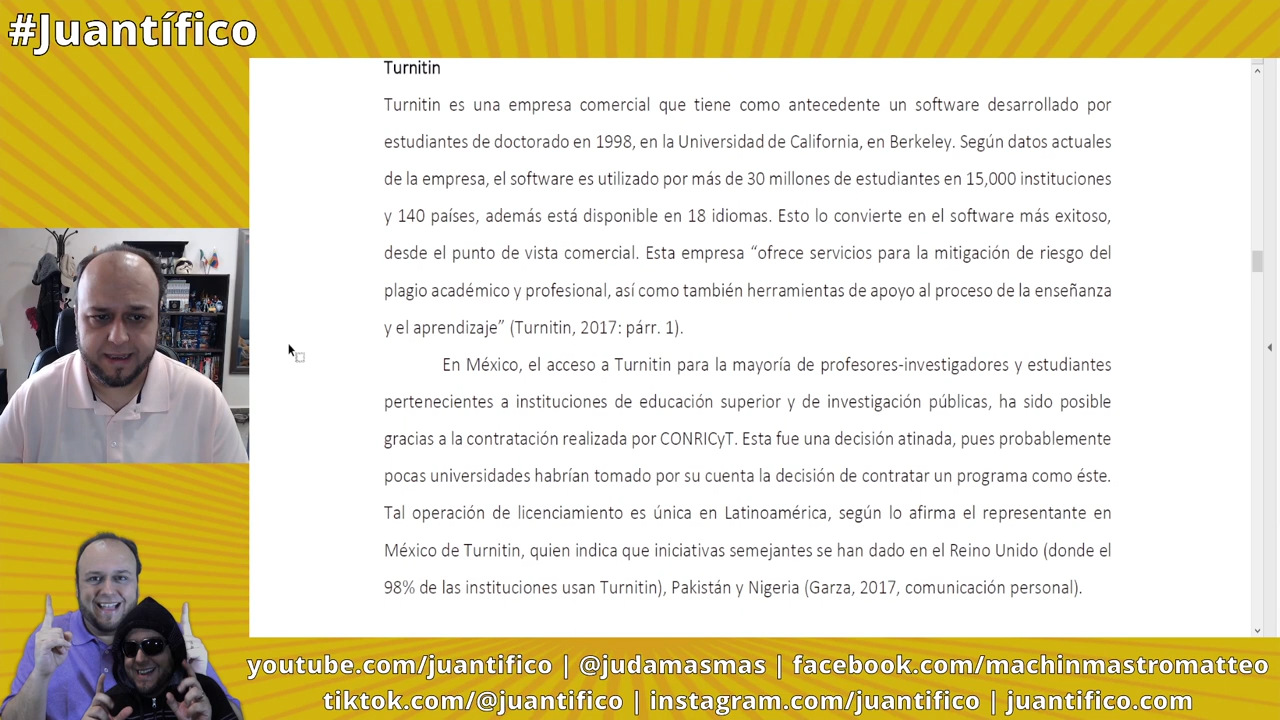 #Juantífico
Turnitin
Turnitin es una empresa comercial que tiene como antecedente un software desarrollado por
estudiantes de doctorado en 1998, en la Universidad de California, en Berkeley. Según datos actuales
de la empresa, el software es utilizado por más de 30 millones de estudiantes en 15,000 instituciones
y 140 países, además está disponible en 18 idiomas. Esto lo convierte en el software más exitoso,
desde el punto de vista comercial. Esta empresa “ofrece servicios para la mitigación de riesgo del
plagio académico y profesional, así como también herramientas de apoyo al proceso de la enseñanza
y el aprendizaje” (Turnitin, 2017: párr. 1).
En México, el acceso a Turnitin para la mayoría de profesores-investigadores y estudiantes
pertenecientes a instituciones de educación superior y de investigación públicas, ha sido posible
gracias a la contratación realizada por CONRICyT. Esta fue una decisión atinada, pues probablemente
pocas universidades habrían tomado por su cuenta la decisión de contratar un programa como éste.
Tal operación de licenciamiento es única en Latinoamérica, según lo afirma el representante en
México de Turnitin, quien indica que iniciativas semejantes se han dado en el Reino Unido (donde el
98% de las instituciones usan Turnitin), Pakistán y Nigeria (Garza, 2017, comunicación personal).
youtube.com/juantifico | @judamasmas | facebook.com/machinmastromatteo
tiktok.com/@juantifico | instagram.com/juantifico | juantifico.com